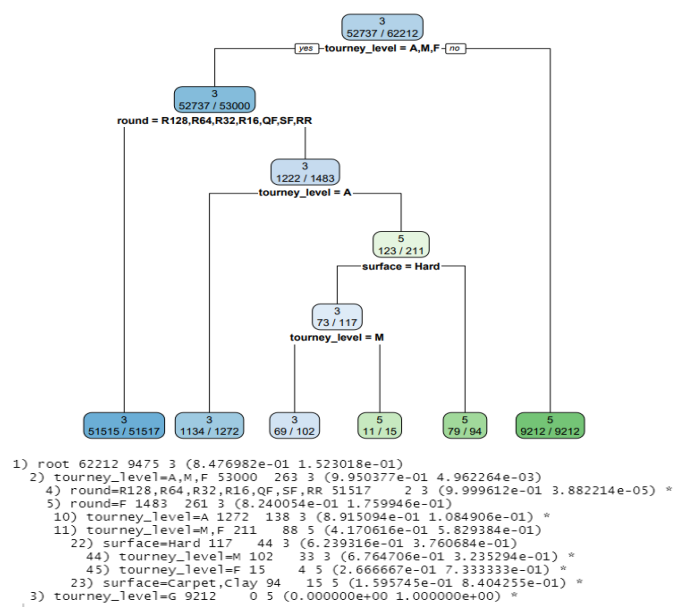 3
52737 / 62212
yes tourney_level = A,M,F no
3
52737 / 53000
round = R128,R64,R32,R16,QF,SF,RR
3
1222 / 1483
tourney_level = A
5
123 / 211
surface = Hard
3
73 / 117
tourney_level = M
3 3 3 5 5 5
51515 / 51517 1134 / 1272 69 / 102 11 / 15 79 / 94 9212 / 9212
1) root 62212 9475 3 (8.476982e-01 1.523018e-01)
2) tourney_level=A,M,F 53000 263 3 (9.950377e-01 4.962264e-03)
4) round=R128,R64,R32,R16,QF,SF,RR 51517 2 3 (9.999612e-01 3.882214e-05) *
5) round=F 1483 261 3 (8.240054e-01 1.759946e-01)
10) tourney_level=A 1272 138 3 (8.915094e-01 1.084906e-01) *
11) tourney_level=M,F 211 88 5 (4.170616e-01 5.829384e-01)
22) surface=Hard 117 44 3 (6.239316e-01 3.760684e-01)
44) tourney_level=M 102 33 3 (6.764706e-01 3.235294e-01) *
45) tourney_level=F 15 4 5 (2.666667e-01 7.333333e-01) *
23) surface=Carpet,Clay 94 15 5 (1.595745e-01 8.404255e-01) *
3) tourney_level=G 9212 0 5 (0.000000e+00 1.000000e+00) *